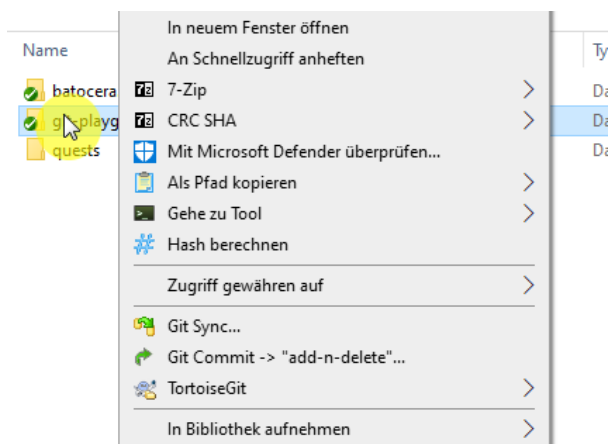 In neuem Fenster öffnen
Name
An Schnellzugriff anheften
batocera
7-Zip
CRC SHA
quests
Mit Microsoft Defender überprüfen...
Als Pfad kopieren
Gehe zu Tool
Hash berechnen
Zugriff gewähren auf
Git Sync...
Git Commit -> "add-n-delete"...
TortoiseGit
In Bibliothek aufnehmen